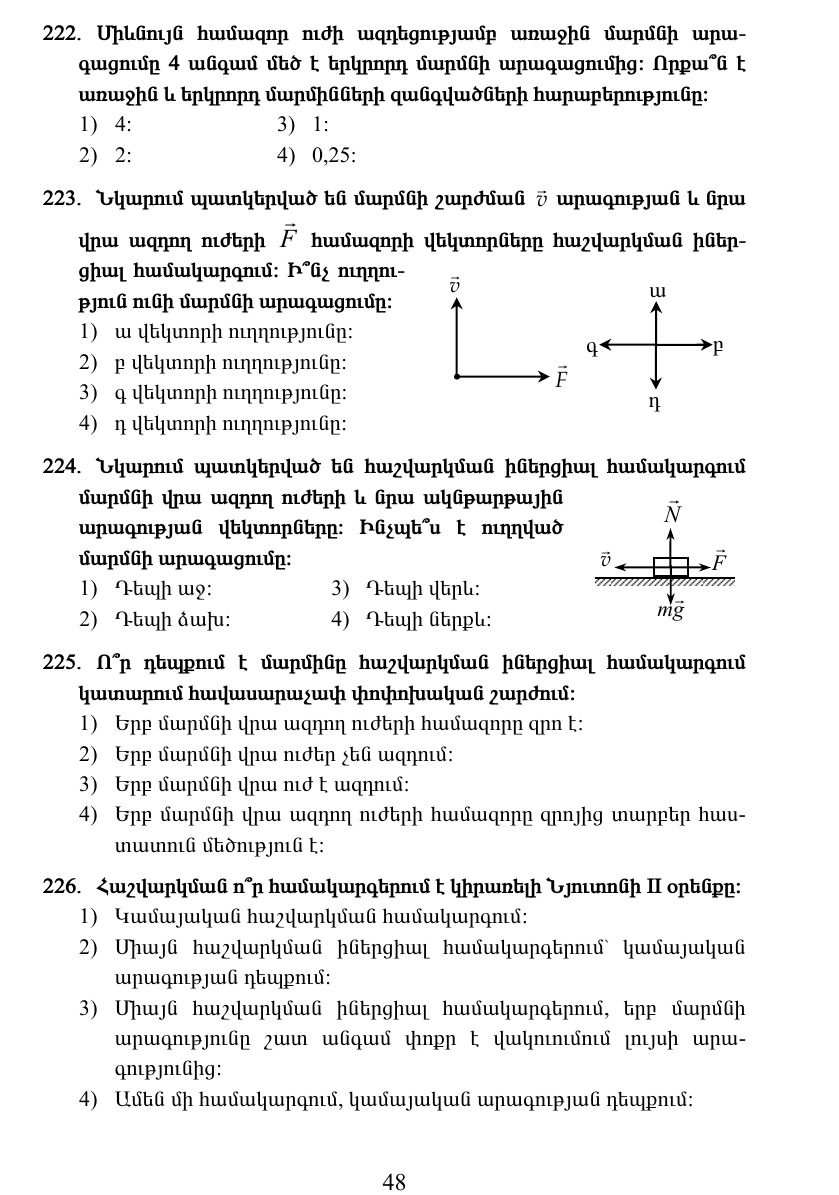 222. Միևնույն համազոր ուժի ազդեցությամբ առաջին մարմնի արա-
գացումը 4 անգամ մեծ է երկրորդ մարմնի արագացումից: Որքա՞ն է
առաջին և երկրորդ մարմինների զանգվածների հարաբերությունը:
1) 4: 3) 1:
2) 2: 4) 0,25:
223. Նկարում պատկերված են մարմնի շարժման v⃗ արագության և նրա
վրա ազդող ուժերի F⃗ համազորի վեկտորները հաշվարկման իներ-
ցիալ համակարգում: Ի՞նչ ուղղու-
թյուն ունի մարմնի արագացումը:
1) ա վեկտորի ուղղությունը:
2) բ վեկտորի ուղղությունը:
3) գ վեկտորի ուղղությունը:
4) դ վեկտորի ուղղությունը:
v⃗
F⃗
ա
գ բ
դ
224. Նկարում պատկերված են հաշվարկման իներցիալ համակարգում
մարմնի վրա ազդող ուժերի և նրա ակնթարթային
արագության վեկտորները: Ինչպե՞ս է ուղղված
մարմնի արագացումը:
1) Դեպի աջ: 3) Դեպի վերև:
2) Դեպի ձախ: 4) Դեպի ներքև:
N⃗
v⃗ F⃗
mg⃗
225. Ո՞ր դեպքում է մարմինը հաշվարկման իներցիալ համակարգում
կատարում հավասարաչափ փոփոխական շարժում:
1) Երբ մարմնի վրա ազդող ուժերի համազորը զրո է:
2) Երբ մարմնի վրա ուժեր չեն ազդում:
3) Երբ մարմնի վրա ուժ է ազդում:
4) Երբ մարմնի վրա ազդող ուժերի համազորը զրոյից տարբեր հաս-
տատուն մեծություն է:
226. Հաշվարկման ո՞ր համակարգերում է կիրառելի Նյուտոնի II օրենքը:
1) Կամայական հաշվարկման համակարգում:
2) Միայն հաշվարկման իներցիալ համակարգերում՝ կամայական
արագության դեպքում:
3) Միայն հաշվարկման իներցիալ համակարգերում, երբ մարմնի
արագությունը շատ անգամ փոքր է վակուումում լույսի արա-
գությունից:
4) Ամեն մի համակարգում, կամայական արագության դեպքում:
48